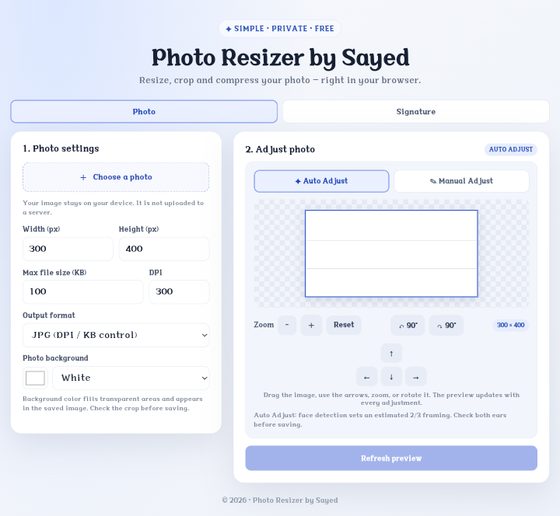 ✦ SIMPLE • PRIVATE • FREE
Photo Resizer by Sayed
Resize, crop and compress your photo — right in your browser.
Photo
Signature
1. Photo settings
+ Choose a photo
Your image stays on your device. It is not uploaded to
a server.
Width (px)
Height (px)
300
400
Max file size (KB)
DPI
100
300
Output format
JPG (DPI / KB control)
Photo background
White
Background color fills transparent areas and appears
in the saved image. Check the crop before saving.
2. Adjust photo
AUTO ADJUST
✦ Auto Adjust
✎ Manual Adjust
Zoom
-
+
Reset
↶ 90°
↷ 90°
300 × 400
↑
← ↓ →
Drag the image, use the arrows, zoom, or rotate it. The preview updates with
every adjustment.
Auto Adjust: face detection sets an estimated 2/3 framing. Check both ears
before saving.
Refresh preview
© 2026 • Photo Resizer by Sayed